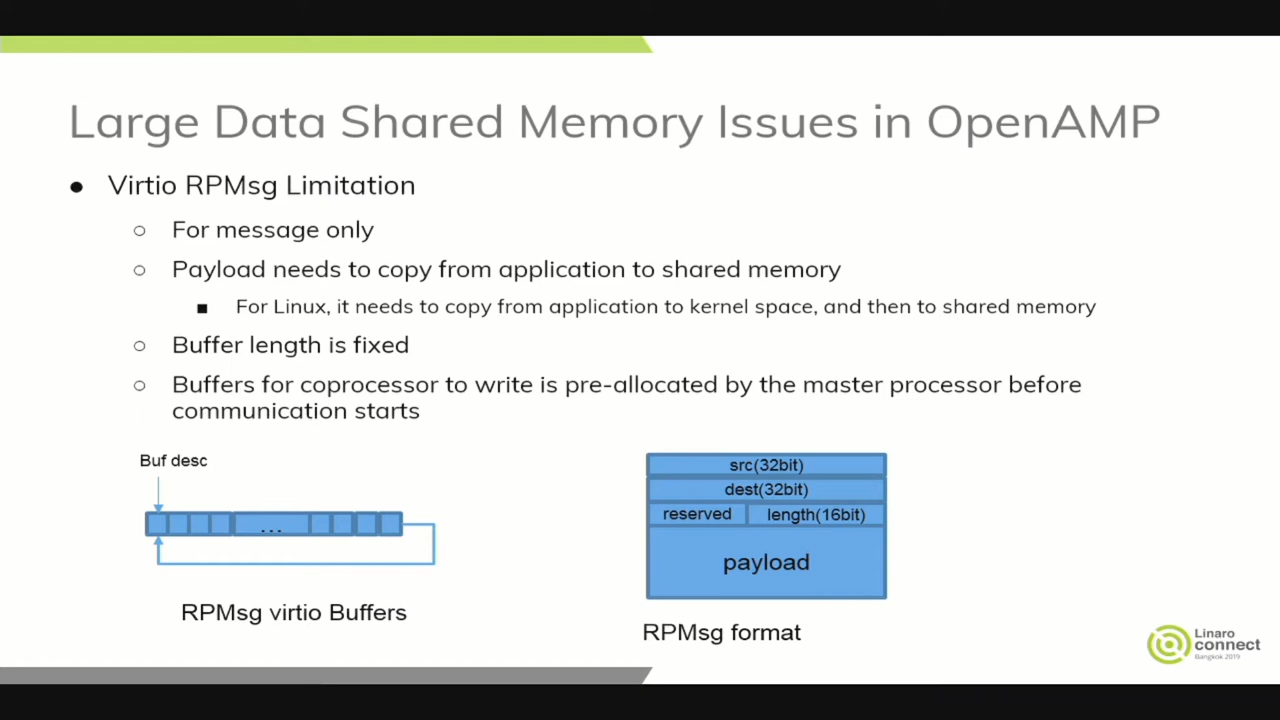 Large Data Shared Memory Issues in OpenAMP
● Virtio RPMsg Limitation
○ For message only
○ Payload needs to copy from application to shared memory
■ For Linux, it needs to copy from application to kernel space, and then to shared memory
○ Buffer length is fixed
○ Buffers for coprocessor to write is pre-allocated by the master processor before
communication starts
Buf desc
...
RPMsg virtio Buffers
src(32bit)
dest(32bit)
reserved length(16bit)
payload
RPMsg format
Linaro
connect
Bangkok 2019